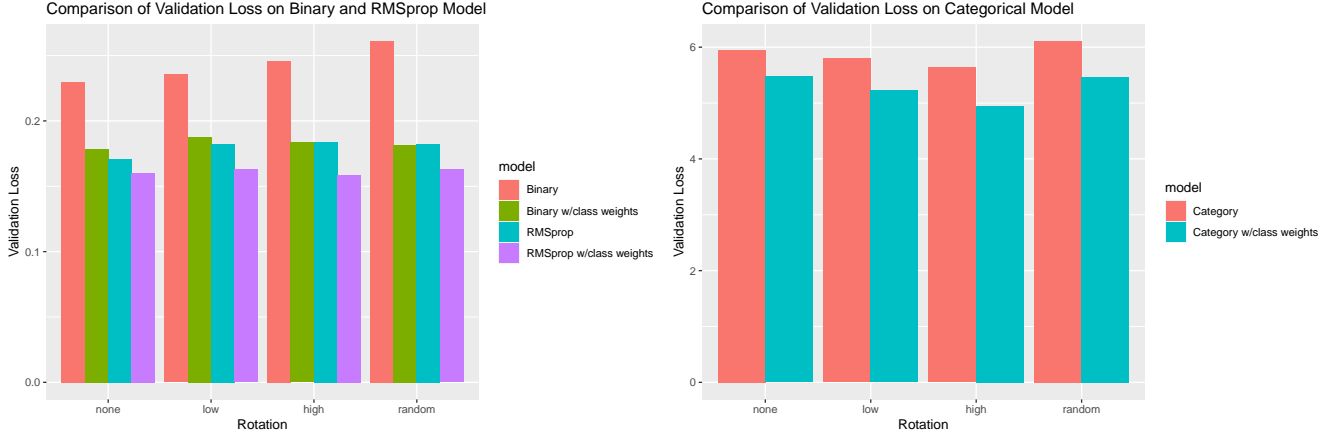 Comparison of Validation Loss on Binary and RMSprop Model
Validation Loss
0.2
0.1
0.0
none low high random
Rotation
model
Binary
Binary w/class weights
RMSprop
RMSprop w/class weights
Comparison of Validation Loss on Categorical Model
Validation Loss
6
4
2
0
none low high random
Rotation
model
Category
Category w/class weights